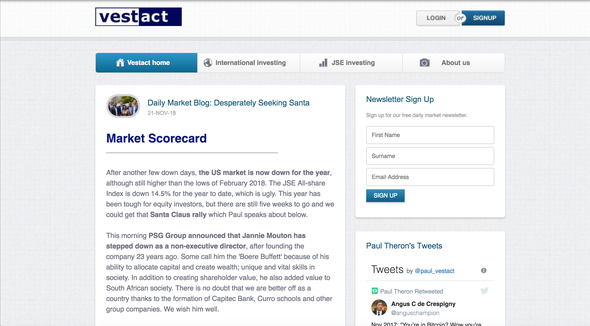 vestact
LOGIN or SIGNUP
Vestact home
International investing
JSE investing
About us
Daily Market Blog: Desperately Seeking Santa
21-NOV-18
Market Scorecard
After another few down days, the US market is now down for the year,
although still higher than the lows of February 2018. The JSE All-share
Index is down 14.5% for the year to date, which is ugly. This year has
been tough for equity investors, but there are still five weeks to go and we
could get that Santa Claus rally which Paul speaks about below.
This morning PSG Group announced that Jannie Mouton has
stepped down as a non-executive director, after founding the
company 23 years ago. Some call him the 'Boere Buffett' because of his
ability to allocate capital and create wealth; unique and vital skills in
society. In addition to creating shareholder value, he also added value to
South African society. There is no doubt that we are better off as a
country thanks to the formation of Capitec Bank, Curro schools and other
group companies. We wish him well.
Newsletter Sign Up
Sign up for our free daily market newsletter.
First Name
Surname
Email Address
SIGN UP
Paul Theron's Tweets
Tweets by @paul_vestact
Paul Theron Retweeted
Angus C de Crespigny
@anguschampion
Nov 2017: "You're in Bitcoin? Wow you're